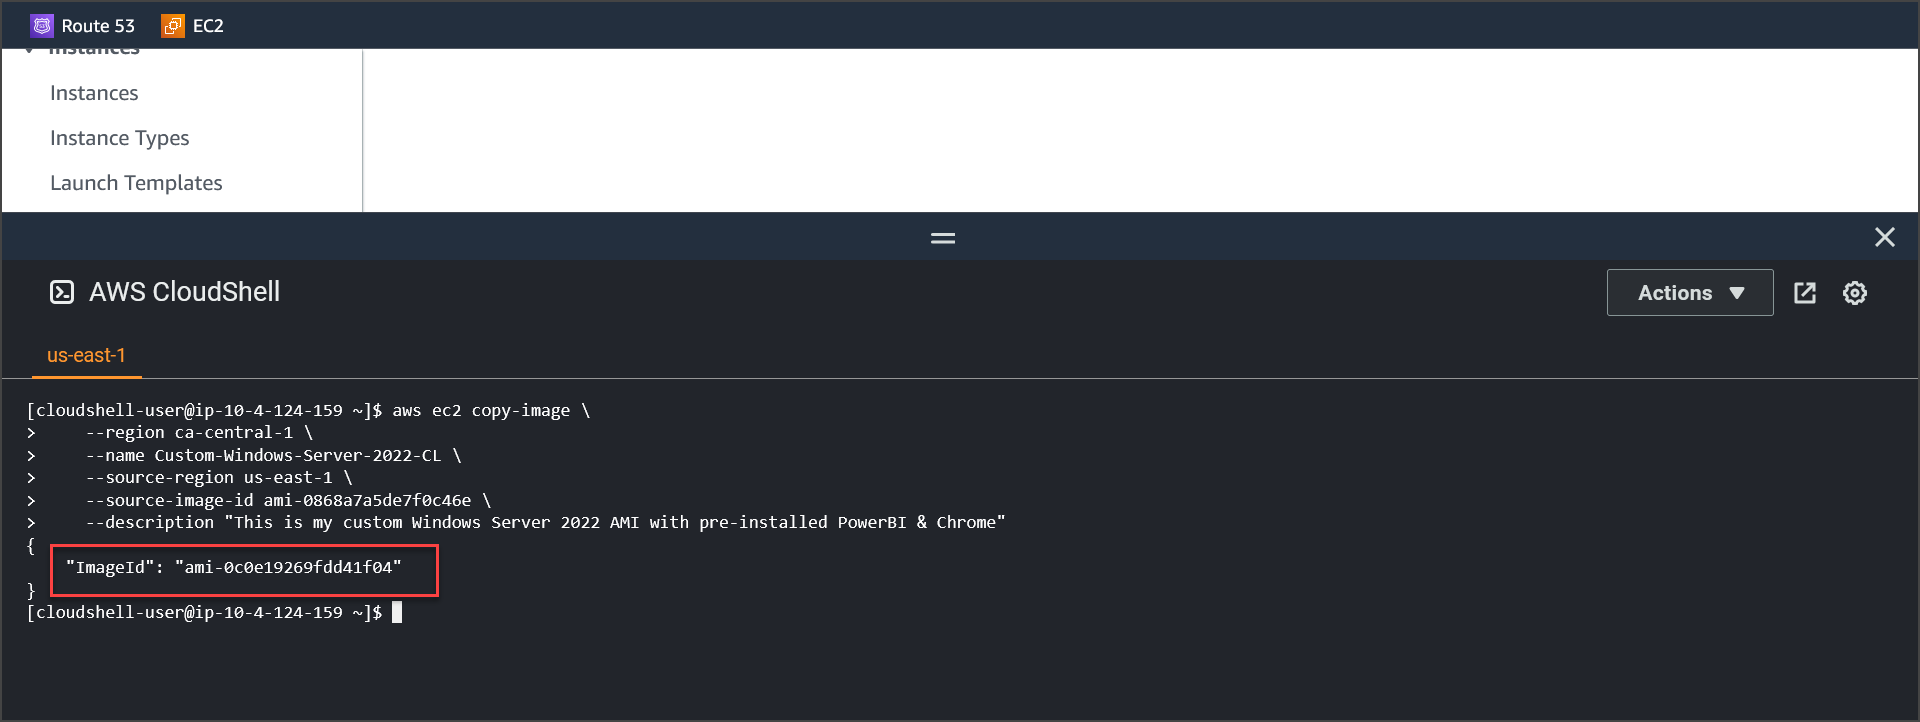 Route 53 EC2
Instances
Instances
Instance Types
Launch Templates
AWS CloudShell
Actions
us-east-1
[cloudshell-user@ip-10-4-124-159 ~]$ aws ec2 copy-image \
>     --region ca-central-1 \
>     --name Custom-Windows-Server-2022-CL \
>     --source-region us-east-1 \
>     --source-image-id ami-0868a7a5de7f0c46e \
>     --description "This is my custom Windows Server 2022 AMI with pre-installed PowerBI & Chrome"
{
    "ImageId": "ami-0c0e19269fdd41f04"
}
[cloudshell-user@ip-10-4-124-159 ~]$